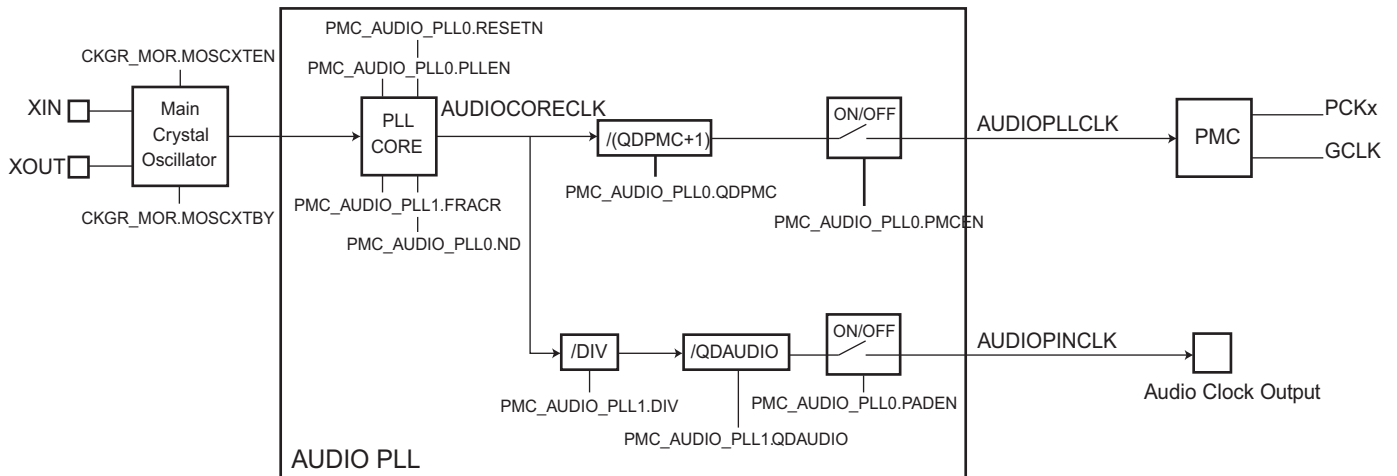 PMC_AUDIO_PLL0.RESETN
CKGR_MOR.MOSCXTEN
PMC_AUDIO_PLL0.PLLEN
XIN
XOUT
Main
Crystal
Oscillator
PLL
CORE
AUDIOCORECLK
/(QDPMC+1)
ON/OFF
AUDIOPLLCLK
PMC
PCKx
GCLK
CKGR_MOR.MOSCXTBY
PMC_AUDIO_PLL1.FRACR
PMC_AUDIO_PLL0.ND
PMC_AUDIO_PLL0.QDPMC
PMC_AUDIO_PLL0.PMCEN
/DIV
/QDAUDIO
ON/OFF
AUDIOPINCLK
Audio Clock Output
PMC_AUDIO_PLL1.DIV
PMC_AUDIO_PLL0.PADEN
PMC_AUDIO_PLL1.QDAUDIO
AUDIO PLL